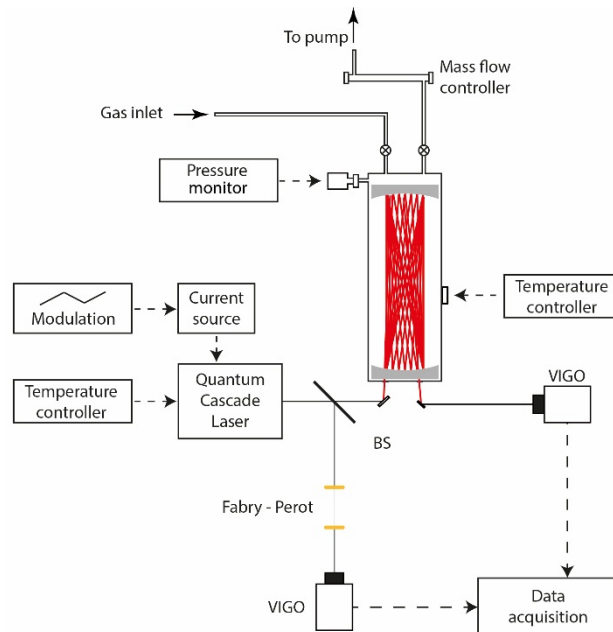 To pump
Mass flow
controller
Gas inlet
Pressure
monitor
Temperature
controller
Modulation
Current
source
Temperature
controller
Quantum
Cascade
Laser
BS
VIGO
Fabry - Perot
VIGO
Data
acquisition